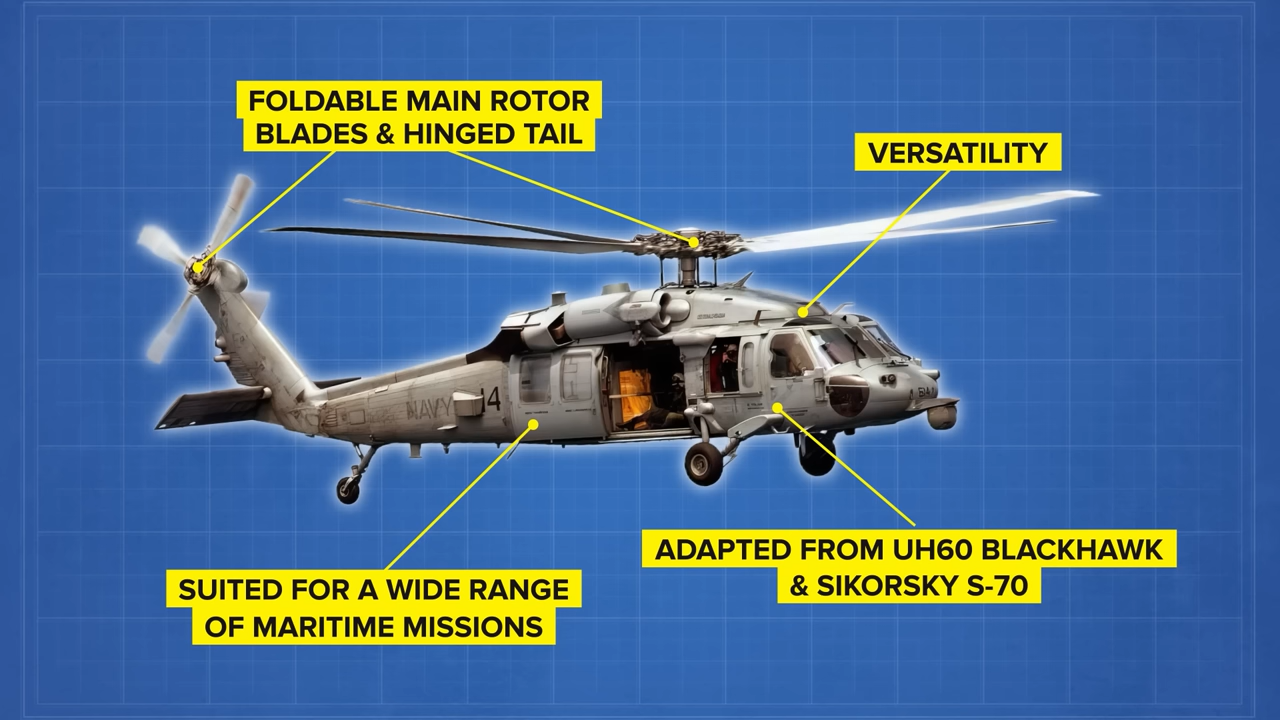 FOLDABLE MAIN ROTOR
BLADES & HINGED TAIL
VERSATILITY
NAVY
14
614
ADAPTED FROM UH60 BLACKHAWK
& SIKORSKY S-70
SUITED FOR A WIDE RANGE
OF MARITIME MISSIONS